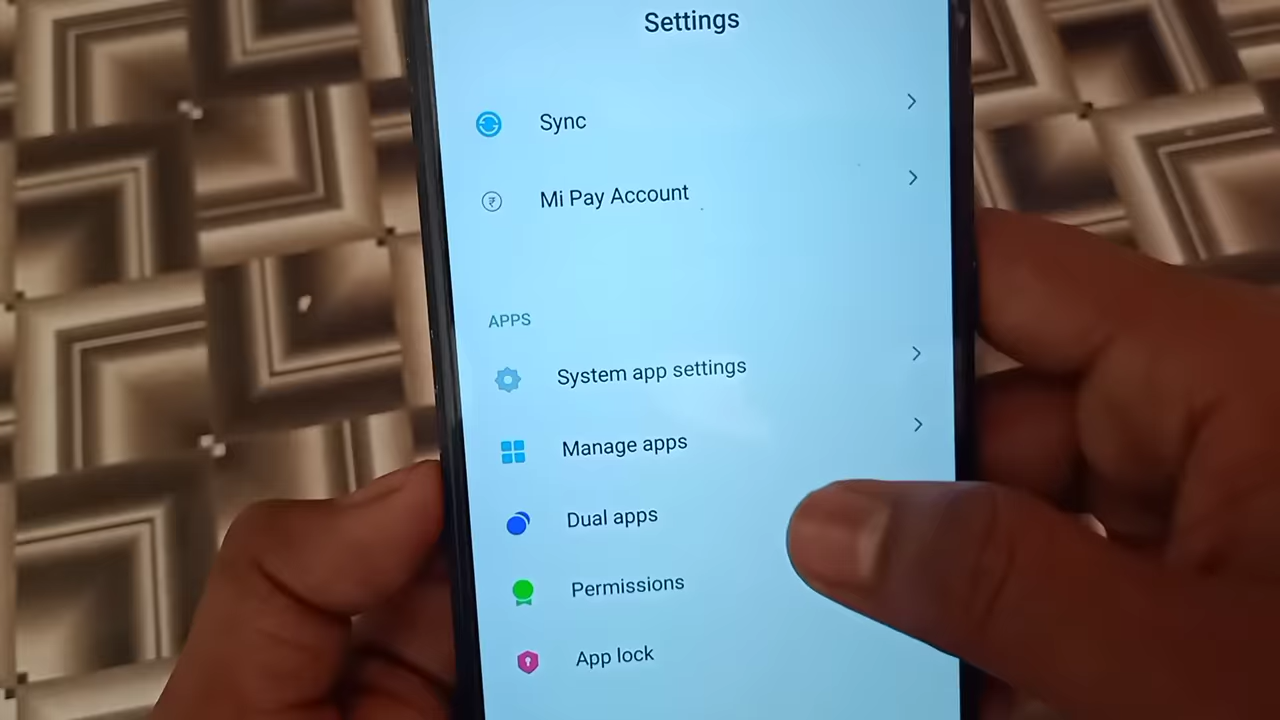 Settings
Sync
Mi Pay Account
APPS
System app settings
Manage apps
Dual apps
Permissions
App lock